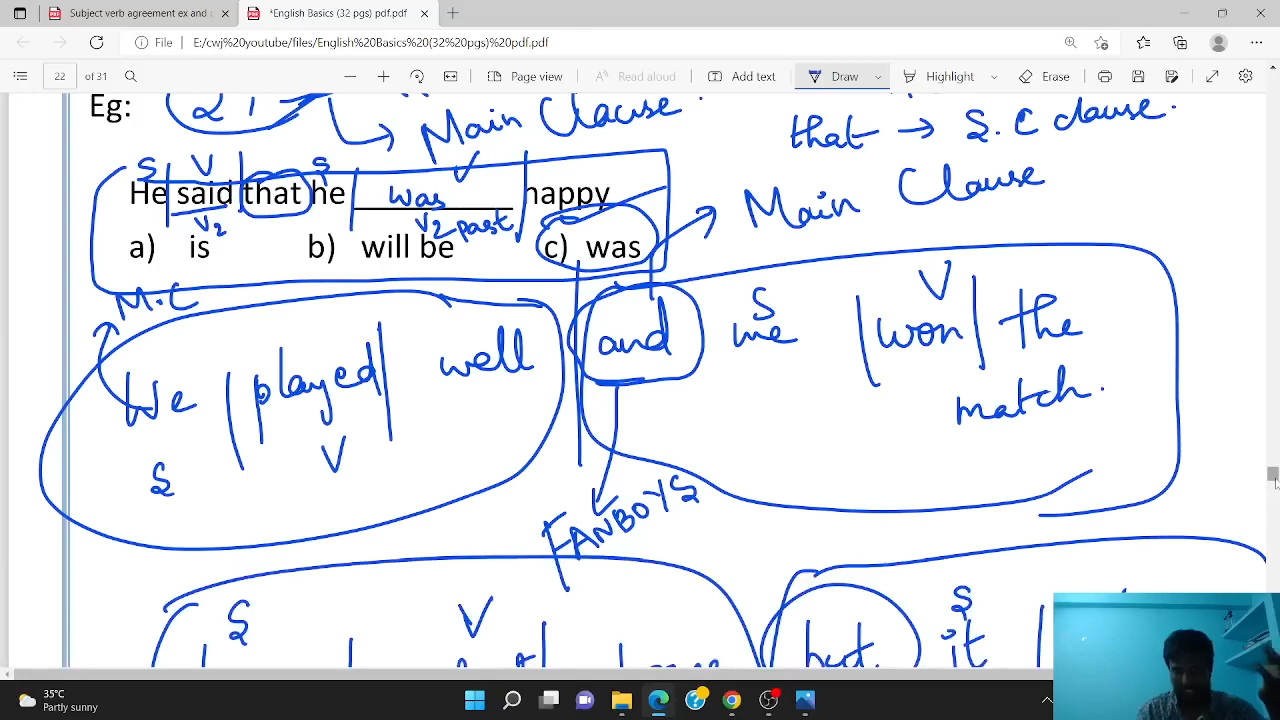 Subject verb agreement ex and c
*English Basics (32 pgs) pdf.pdf
File
E:/cwj%20youtube/files/English%20Basics%20(32%20pgs)%20pdf.pdf
22 of 31
Page view
Read aloud
Add text
Draw
Highlight
Erase
Eg:
Main Clause.
that → S.C clause.
S V S
He said that he was happy
V2 V2 past
Main Clause
a) is b) will be c) was
M.C
S V
and we won the
We played well
match.
S V
FANBOYS
S V S
but it
35°C
Partly sunny